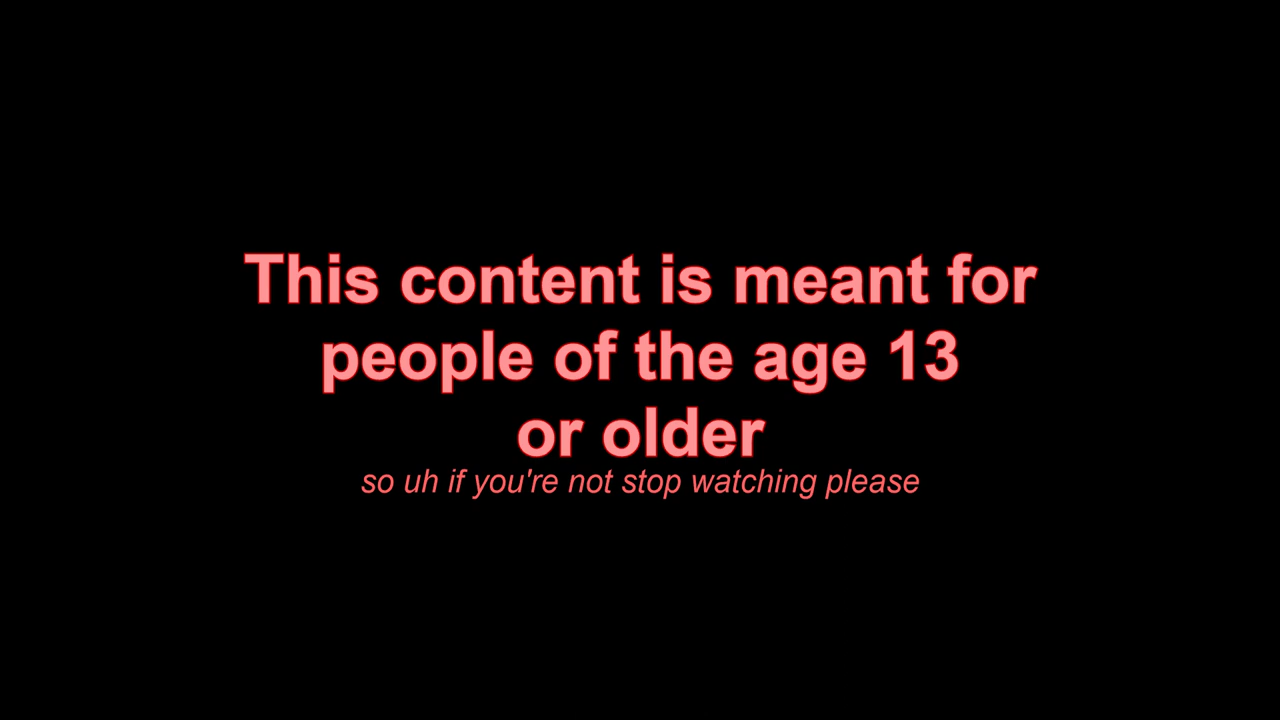 This content is meant for
people of the age 13
or older
so uh if you're not stop watching please